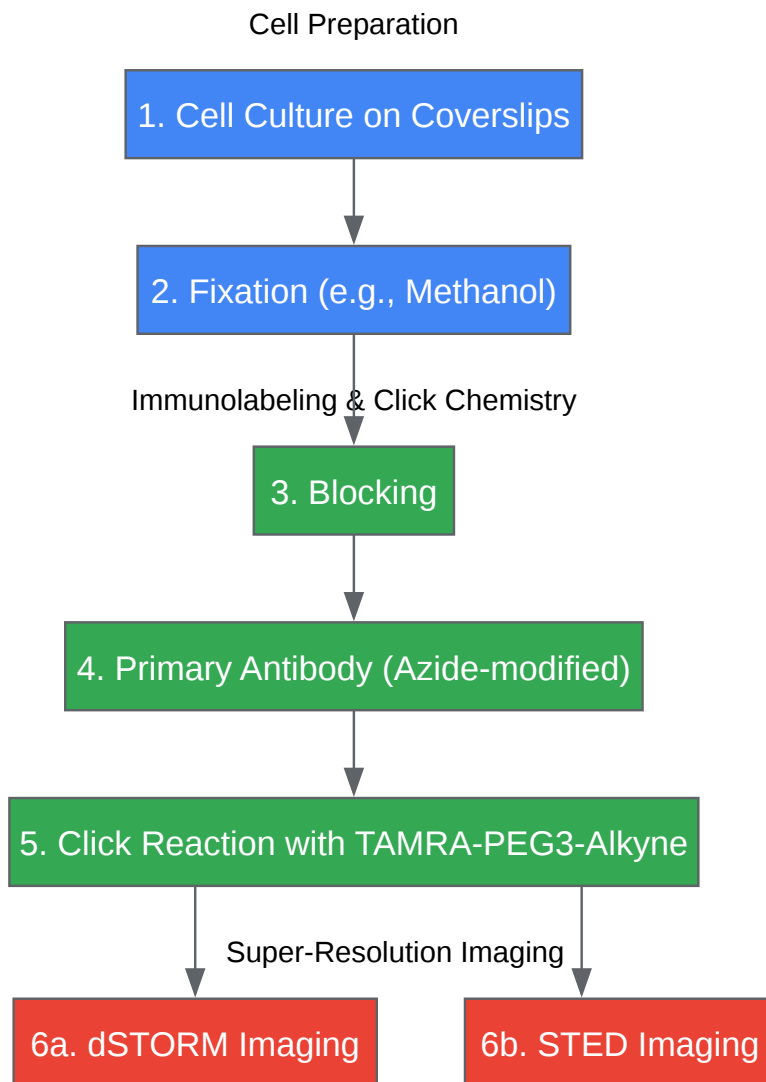 Cell Preparation
1. Cell Culture on Coverslips
2. Fixation (e.g., Methanol)
Immunolabeling & Click Chemistry
3. Blocking
4. Primary Antibody (Azide-modified)
5. Click Reaction with TAMRA-PEG3-Alkyne
Super-Resolution Imaging
6a. dSTORM Imaging
6b. STED Imaging